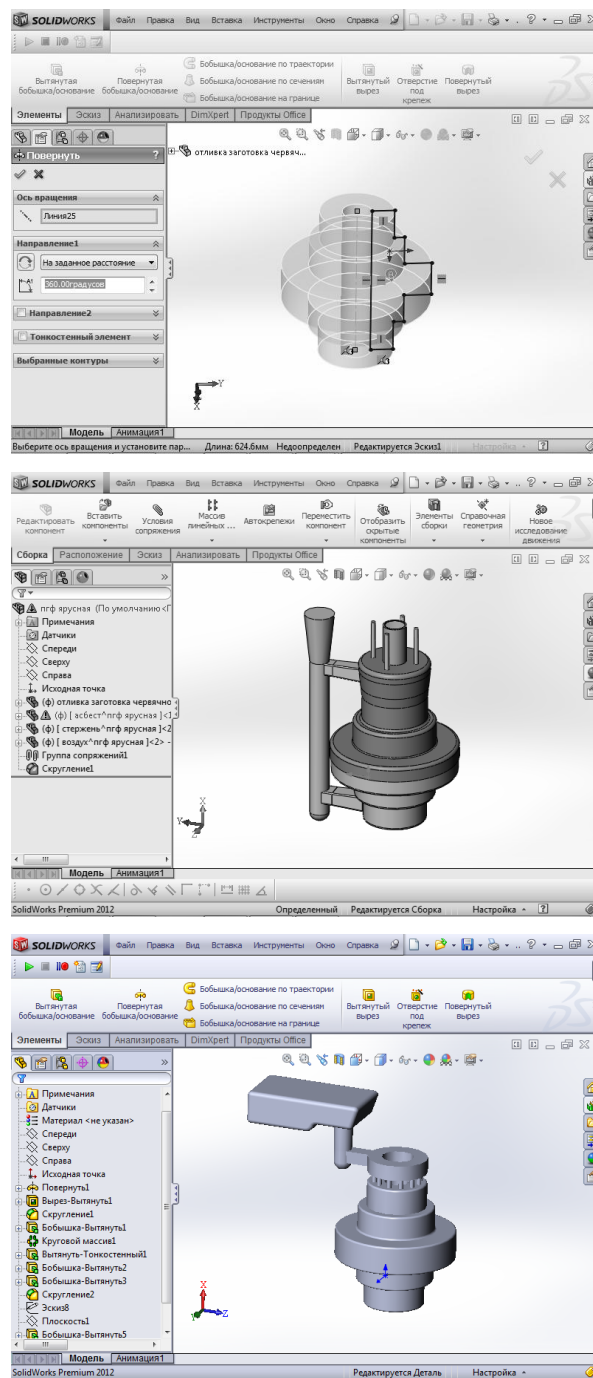 SOLIDWORKS Файл Правка Вид Вставка Инструменты Окно Справка
Вытянутая бобышка/основание
Повернутая бобышка/основание
Бобышка/основание по траектории
Бобышка/основание по сечениям
Бобышка/основание на границе
Вытянутый вырез
Отверстие под крепеж
Повернутый вырез
Элементы Эскиз Анализировать DimXpert Продукты Office
Повернуть ?
отливка заготовка червяч...
Ось вращения
Линия25
Направление1
На заданное расстояние
360.00градусов
Направление2
Тонкостенный элемент
Выбранные контуры
Y
X
Модель Анимация1
Выберите ось вращения и установите пар... Длина: 624.6мм Недоопределен Редактируется Эскиз1 Настройка
SOLIDWORKS Файл Правка Вид Вставка Инструменты Окно Справка
Редактировать компонент
Вставить компоненты
Условия сопряжения
Массив линейных ...
Автокрепежи
Переместить компонент
Отобразить скрытые компоненты
Элементы сборки
Справочная геометрия
Новое исследование движения
Сборка Расположение Эскиз Анализировать Продукты Office
пгф ярусная (По умолчанию<Г
Примечания
Датчики
Спереди
Сверху
Справа
Исходная точка
(ф) отливка заготовка червячно
(ф) [ асбест^пгф ярусная ]<1
(ф) [ стержень^пгф ярусная ]<2
(ф) [ воздух^пгф ярусная ]<2> -
Группа сопряжений1
Скругление1
X
Y
Z
Модель Анимация1
SolidWorks Premium 2012 Определенный Редактируется Сборка Настройка
SOLIDWORKS Файл Правка Вид Вставка Инструменты Окно Справка
Вытянутая бобышка/основание
Повернутая бобышка/основание
Бобышка/основание по траектории
Бобышка/основание по сечениям
Бобышка/основание на границе
Вытянутый вырез
Отверстие под крепеж
Повернутый вырез
Элементы Эскиз Анализировать DimXpert Продукты Office
Примечания
Датчики
Материал <не указан>
Спереди
Сверху
Справа
Исходная точка
Повернуть1
Вырез-Вытянуть1
Скругление1
Бобышка-Вытянуть1
Круговой массив1
Вытянуть-Тонкостенный1
Бобышка-Вытянуть2
Бобышка-Вытянуть3
Скругление2
Эскиз8
Плоскость1
Бобышка-Вытянуть5
X
Y
Z
Модель Анимация1
SolidWorks Premium 2012 Редактируется Деталь Настройка